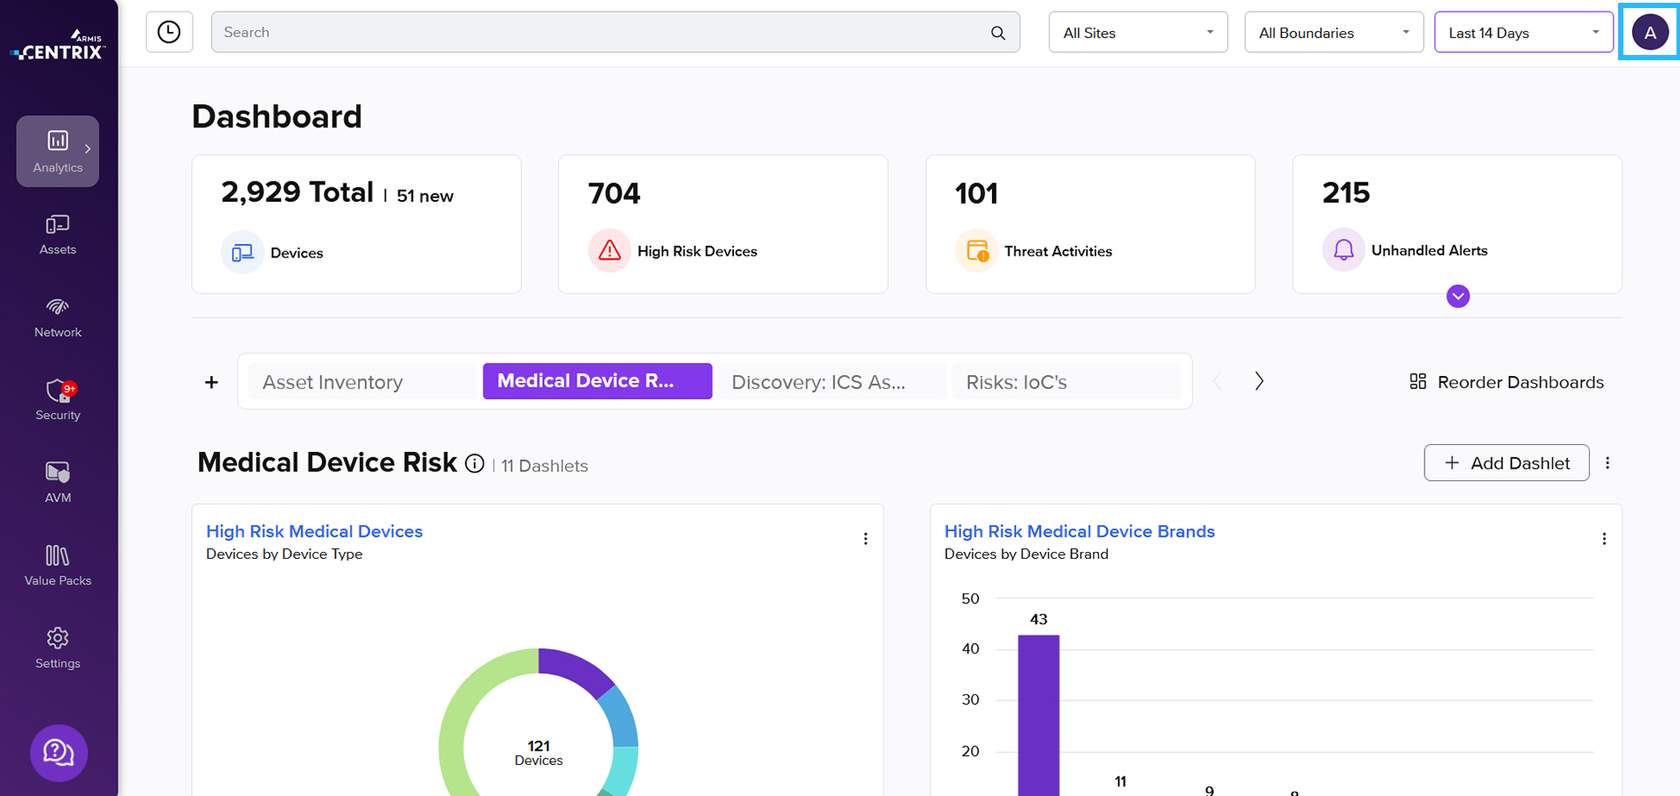 ARMIS
CENTRIX
Search
All Sites
All Boundaries
Last 14 Days
A
Analytics
Assets
Network
9+
Security
AVM
Value Packs
Settings
Dashboard
2,929 Total | 51 new
Devices
704
High Risk Devices
101
Threat Activities
215
Unhandled Alerts
+ Asset Inventory
Medical Device R...
Discovery: ICS As...
Risks: IoC's
Reorder Dashboards
Medical Device Risk | 11 Dashlets
+ Add Dashlet
High Risk Medical Devices
Devices by Device Type
121
Devices
High Risk Medical Device Brands
Devices by Device Brand
50
43
40
30
20
11
9